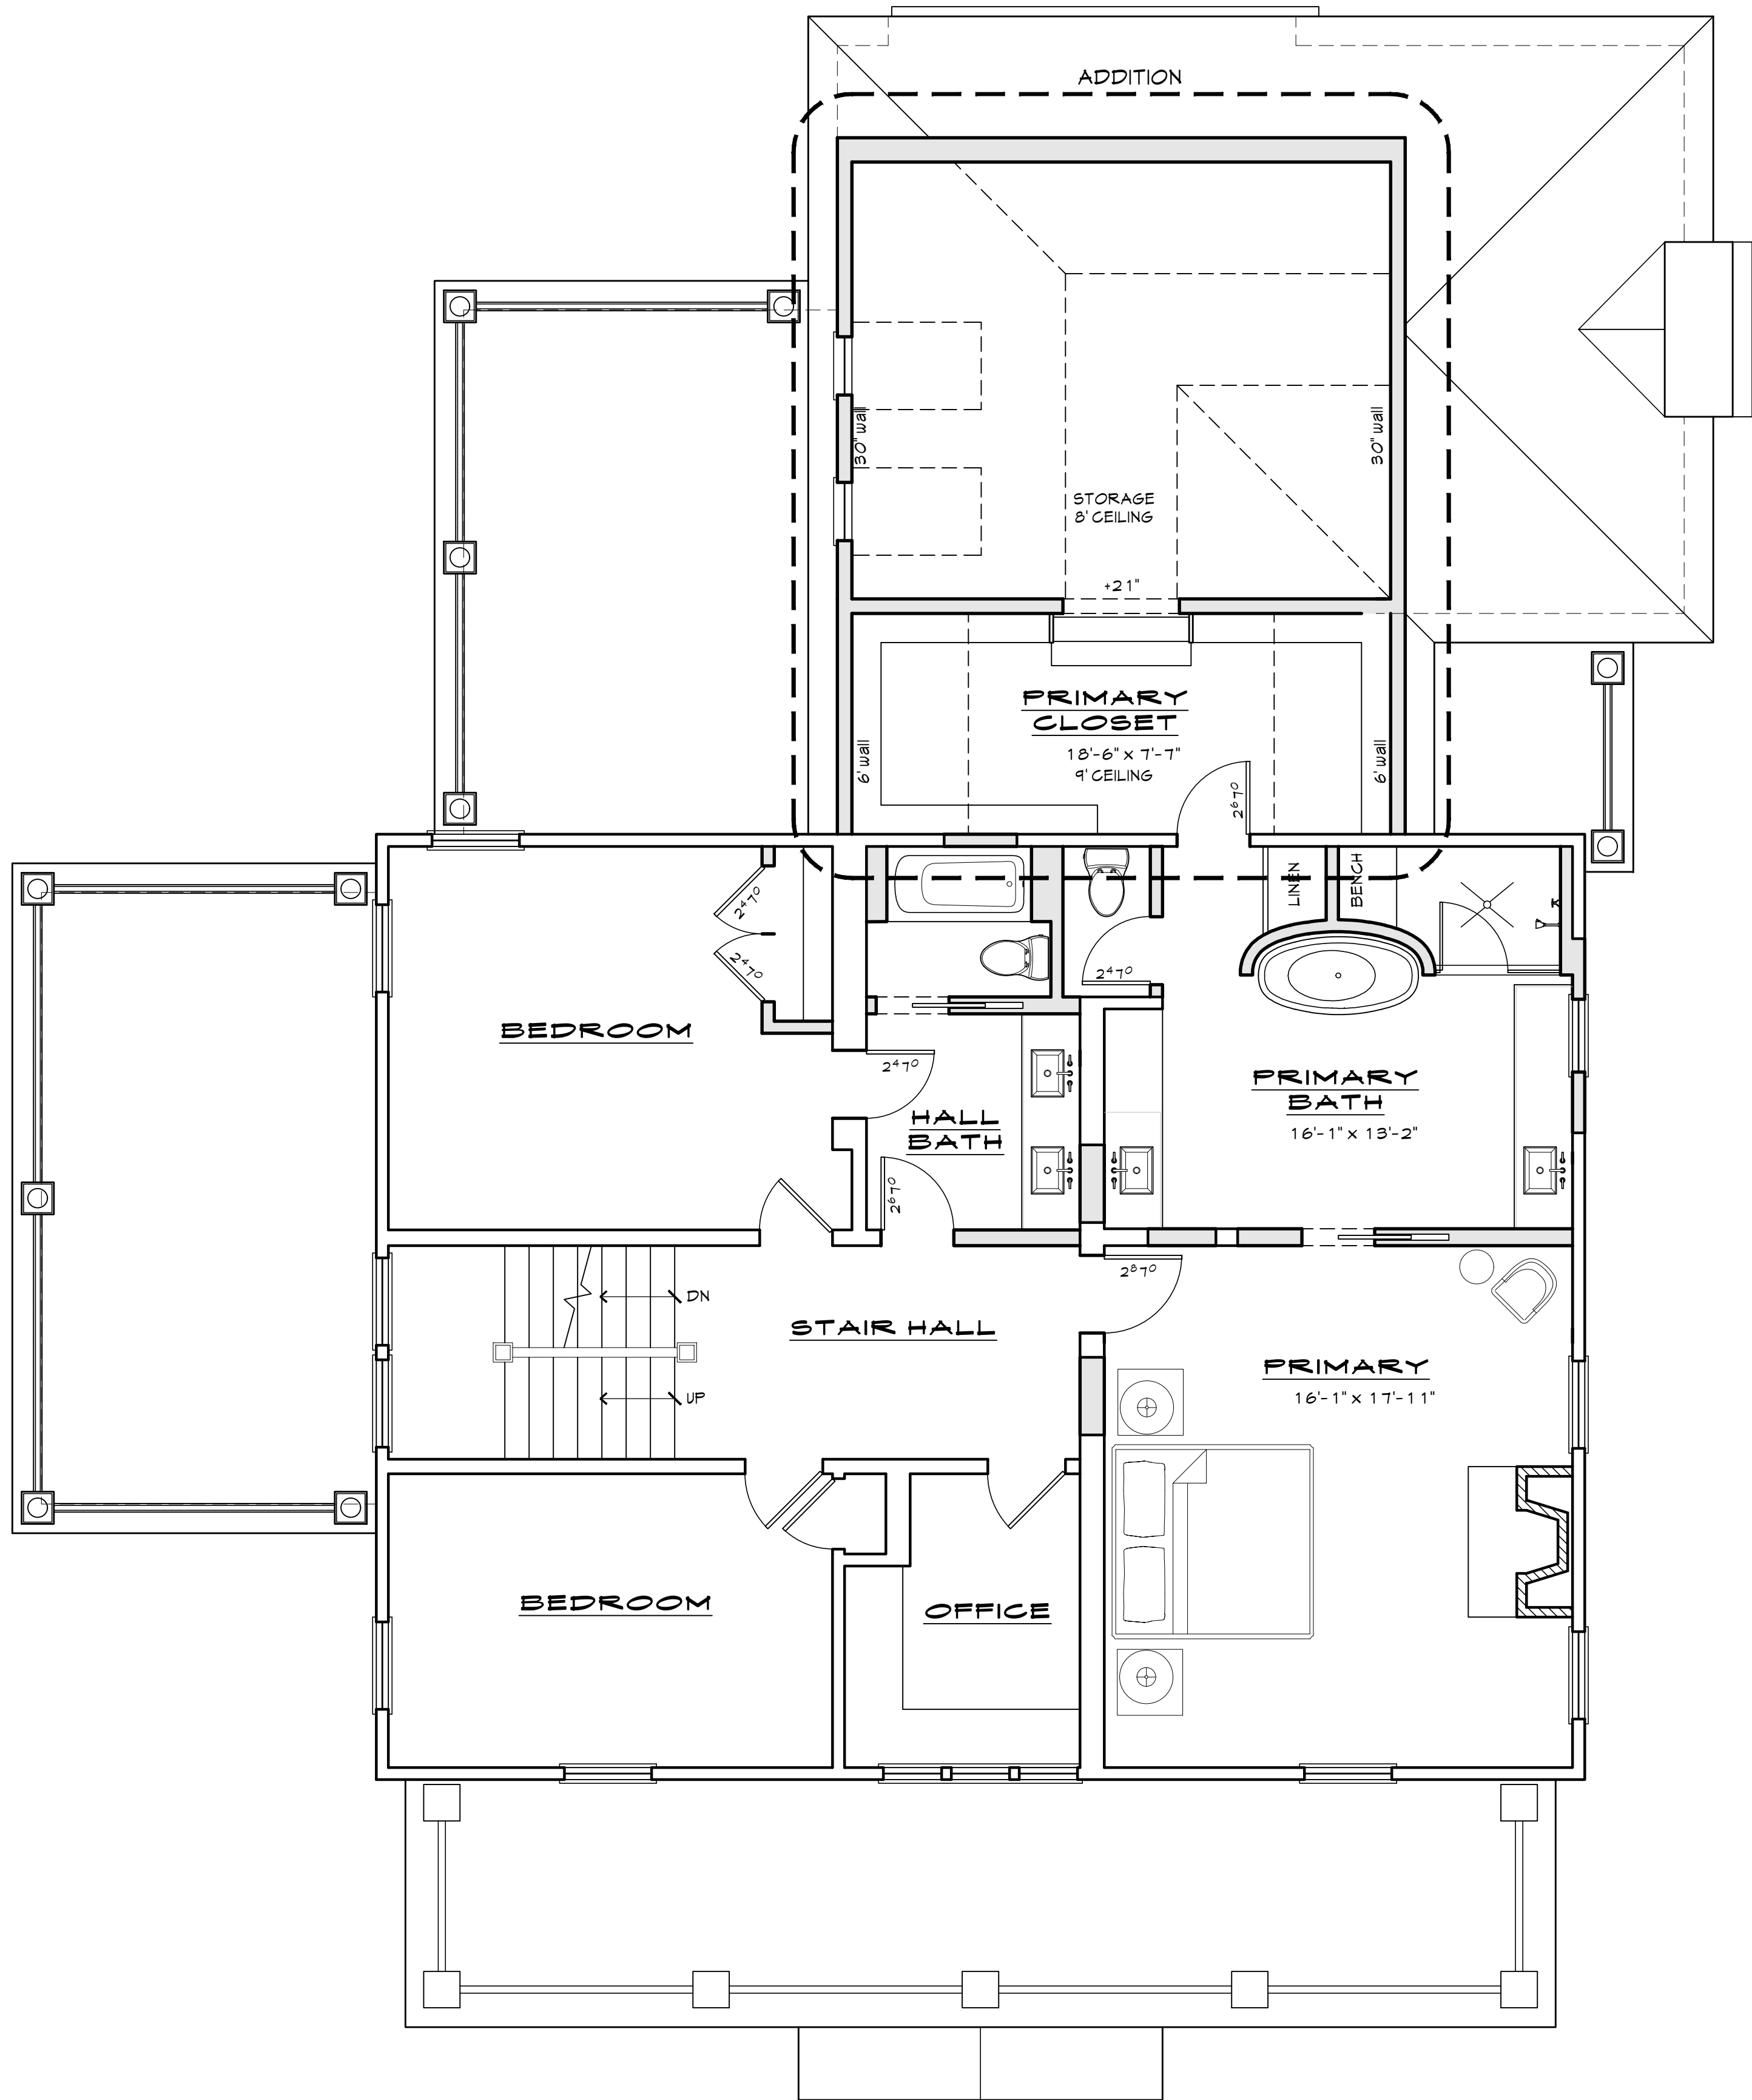 ADDITION
30" wall
30" wall
STORAGE
8' CEILING
+21"
PRIMARY
CLOSET
18'-6" x 7'-7"
9' CEILING
6' wall
6' wall
2⁶7⁰
2⁴7⁰
2⁴7⁰
LINEN
BENCH
2⁴7⁰
BEDROOM
2⁴7⁰
HALL
BATH
2⁶7⁰
PRIMARY
BATH
16'-1" x 13'-2"
2⁸7⁰
DN
UP
STAIR HALL
PRIMARY
16'-1" x 17'-11"
BEDROOM
OFFICE